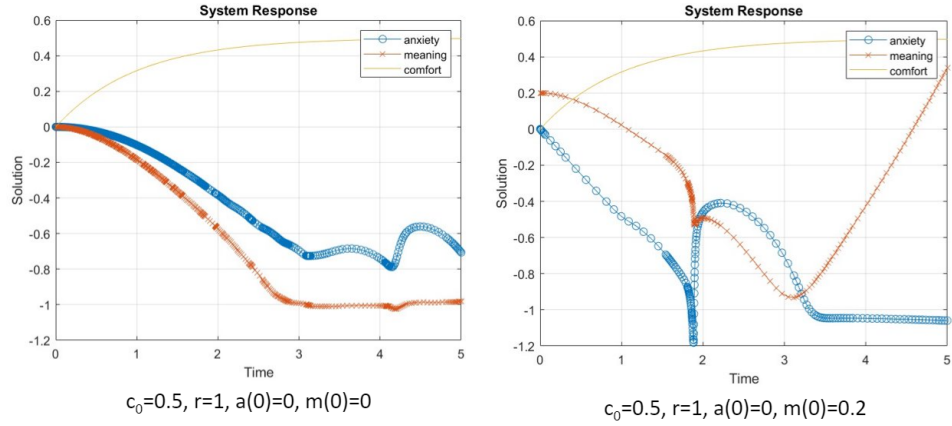 System Response
0.6
0.4
0.2
0
-0.2
-0.4
-0.6
-0.8
-1
-1.2
Solution
anxiety
meaning
comfort
0 1 2 3 4 5
Time
c₀=0.5, r=1, a(0)=0, m(0)=0
System Response
0.6
0.4
0.2
0
-0.2
-0.4
-0.6
-0.8
-1
-1.2
Solution
anxiety
meaning
comfort
0 1 2 3 4 5
Time
c₀=0.5, r=1, a(0)=0, m(0)=0.2